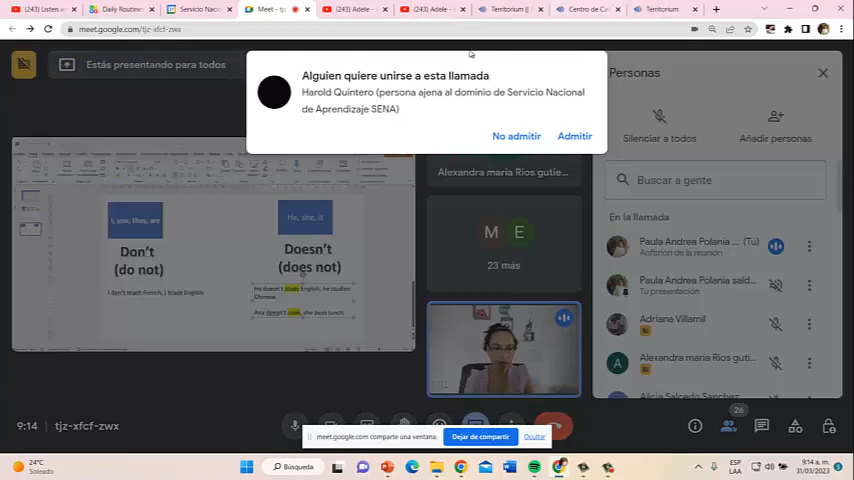 (243) Listen an
Daily Routine
Servicio Nacio
Meet - tj
(243) Adele -
(243) Adele -
Territorium ||
Centro de Ca
Territorium
meet.google.com/tjz-xfcf-zwx
Estás presentando para todos
Alguien quiere unirse a esta llamada
Harold Quintero (persona ajena al dominio de Servicio Nacional
de Aprendizaje SENA)
No admitir
Admitir
Personas
Silenciar a todos
Añadir personas
Buscar a gente
En la llamada
Paula Andrea Polania ... (Tú)
Anfitrión de la reunión
Paula Andrea Polania sald...
Tu presentación
Adriana Villamil
A
Alexandra maria Rios guti...
Alicia Salcedo Sanchez
Alexandra maria Rios gutie...
M E
23 más
Tú
I, you, they, we
Don't
(do not)
I don't teach French, I teach English.
He, she, it
Doesn't
(does not)
He doesn't study English, he studies
Chinese.
Ana doesn't cook, she buys lunch.
9:14 tjz-xfcf-zwx
26
meet.google.com comparte una ventana.
Dejar de compartir
Ocultar
24°C
Soleado
Búsqueda
ESP
LAA
9:14 a. m.
31/03/2023